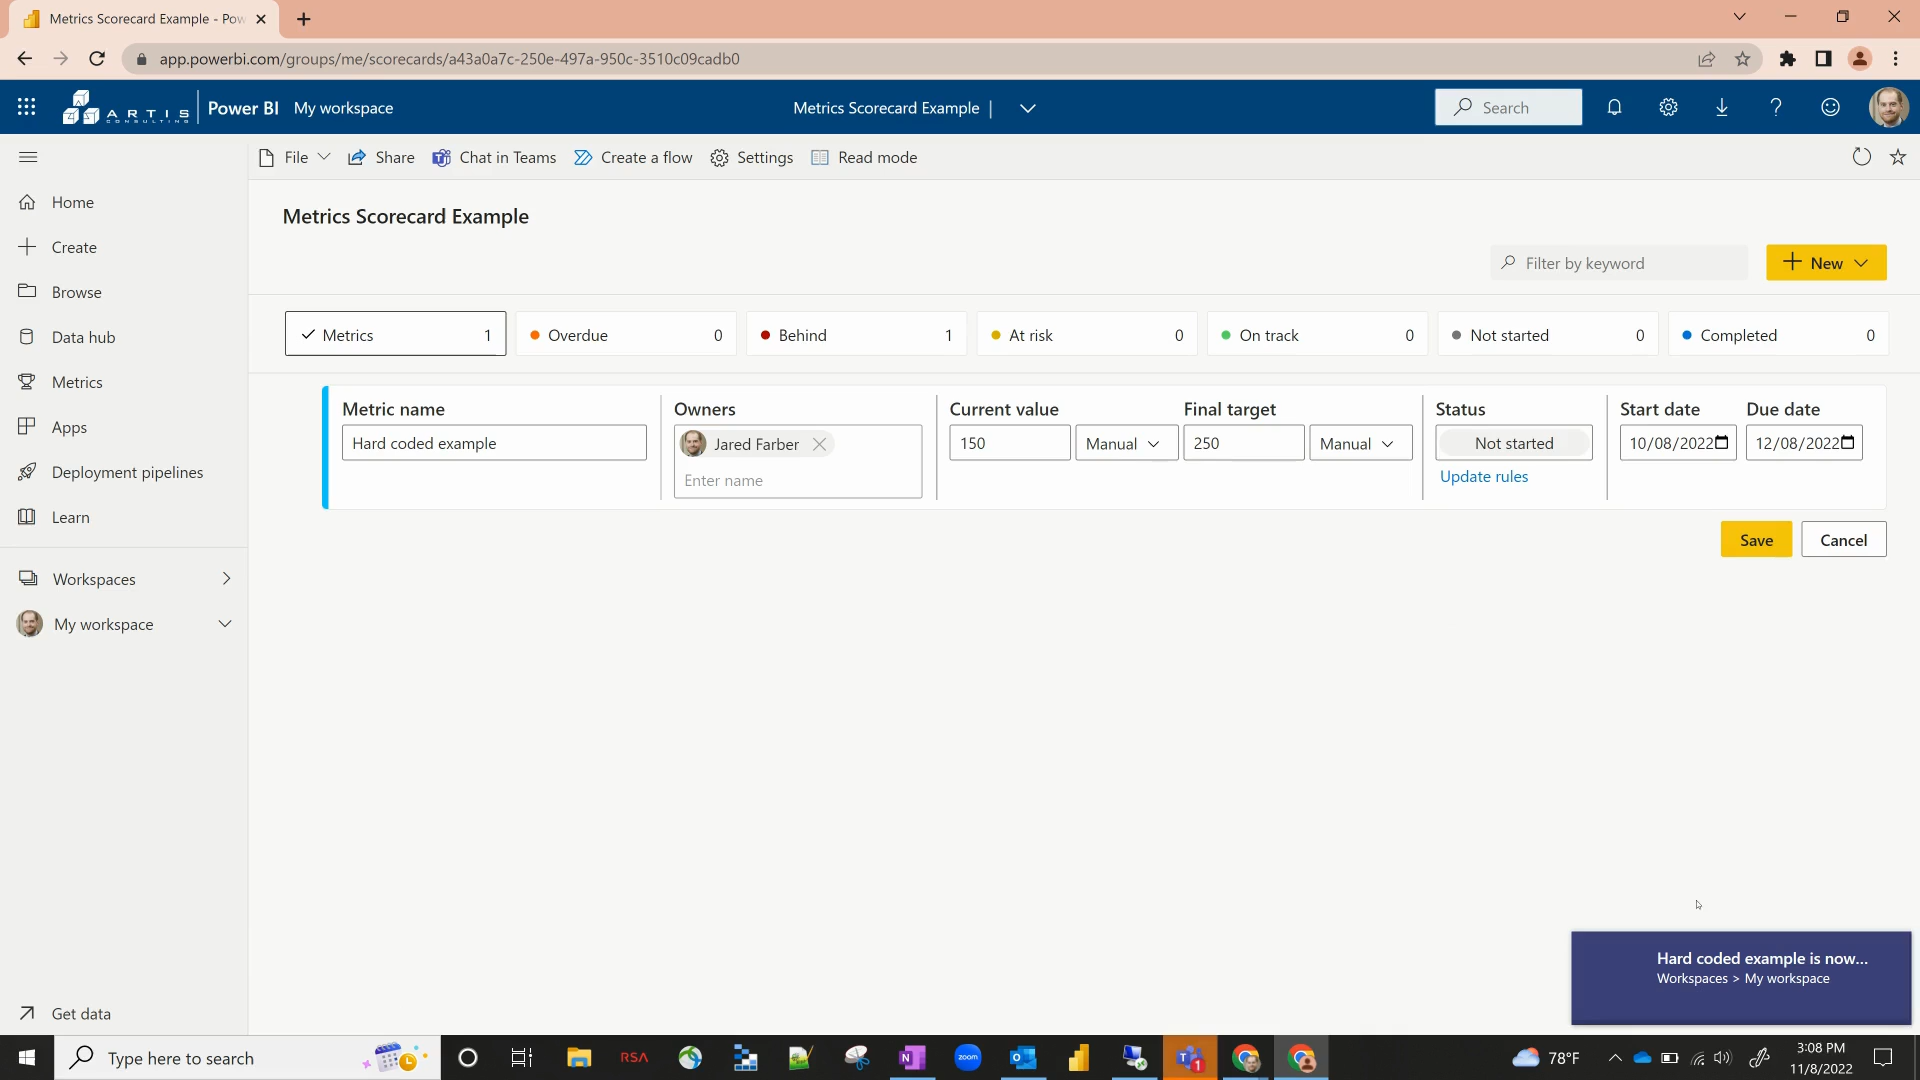 Metrics Scorecard Example - Pow
app.powerbi.com/groups/me/scorecards/a43a0a7c-250e-497a-950c-3510c09cadb0
ARTIS
CONSULTING
Power BI
My workspace
Metrics Scorecard Example
Search
File
Share
Chat in Teams
Create a flow
Settings
Read mode
Home
Create
Browse
Data hub
Metrics
Apps
Deployment pipelines
Learn
Workspaces
My workspace
Get data
Metrics Scorecard Example
Filter by keyword
New
Metrics 1
Overdue 0
Behind 1
At risk 0
On track 0
Not started 0
Completed 0
Metric name
Hard coded example
Owners
Jared Farber
Enter name
Current value
150
Manual
Final target
250
Manual
Status
Not started
Update rules
Start date
10/08/2022
Due date
12/08/2022
Save
Cancel
Hard coded example is now...
Workspaces > My workspace
Type here to search
RSA
N
zoom
1
78°F
3:08 PM
11/8/2022